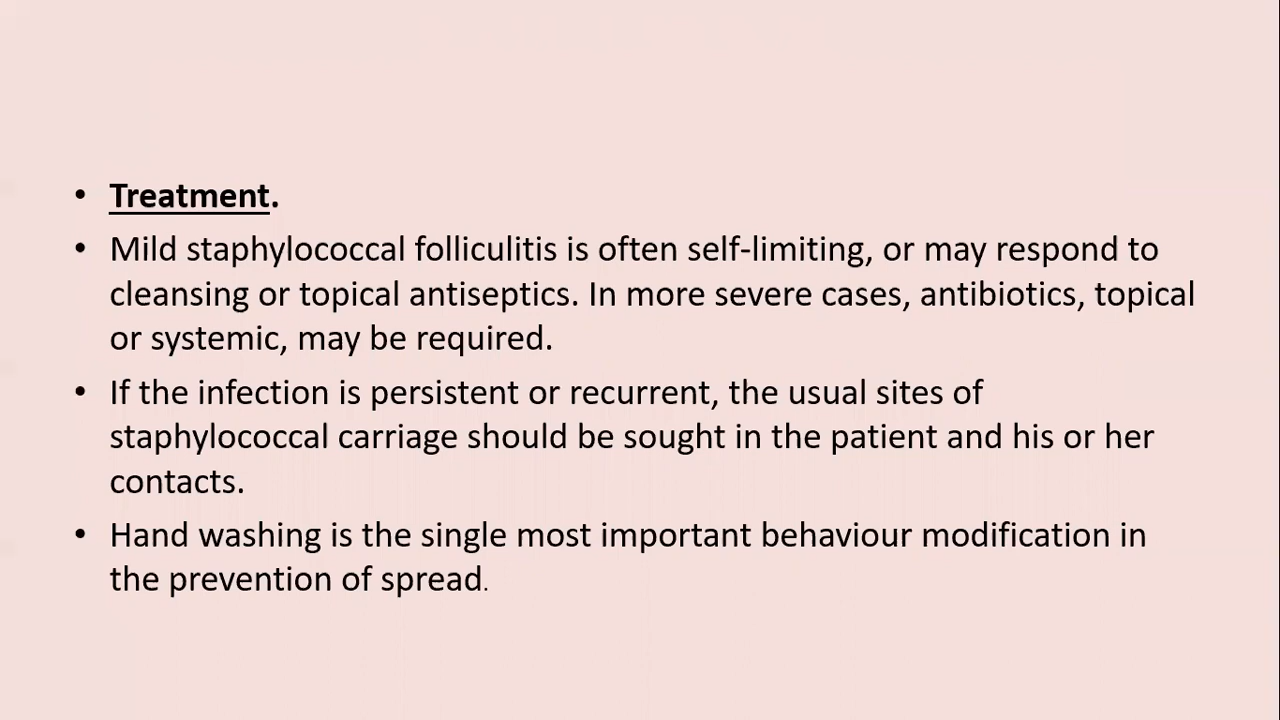 • Treatment.
• Mild staphylococcal folliculitis is often self-limiting, or may respond to
cleansing or topical antiseptics. In more severe cases, antibiotics, topical
or systemic, may be required.
• If the infection is persistent or recurrent, the usual sites of
staphylococcal carriage should be sought in the patient and his or her
contacts.
• Hand washing is the single most important behaviour modification in
the prevention of spread.